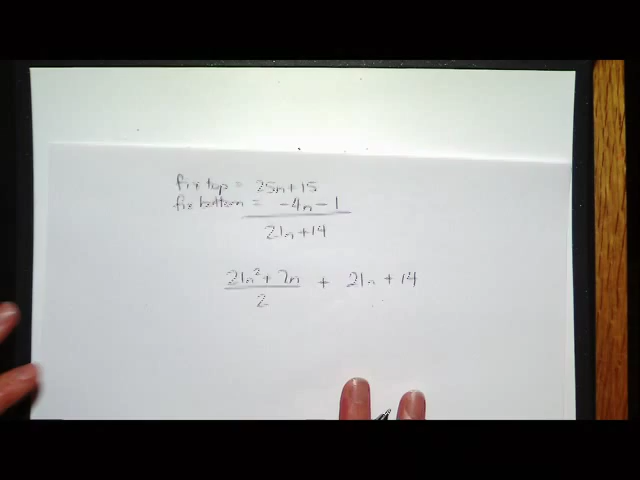 fix top = 25n + 15
fix bottom = -4n - 1
21n + 14
21n² + 7n / 2 + 21n + 14